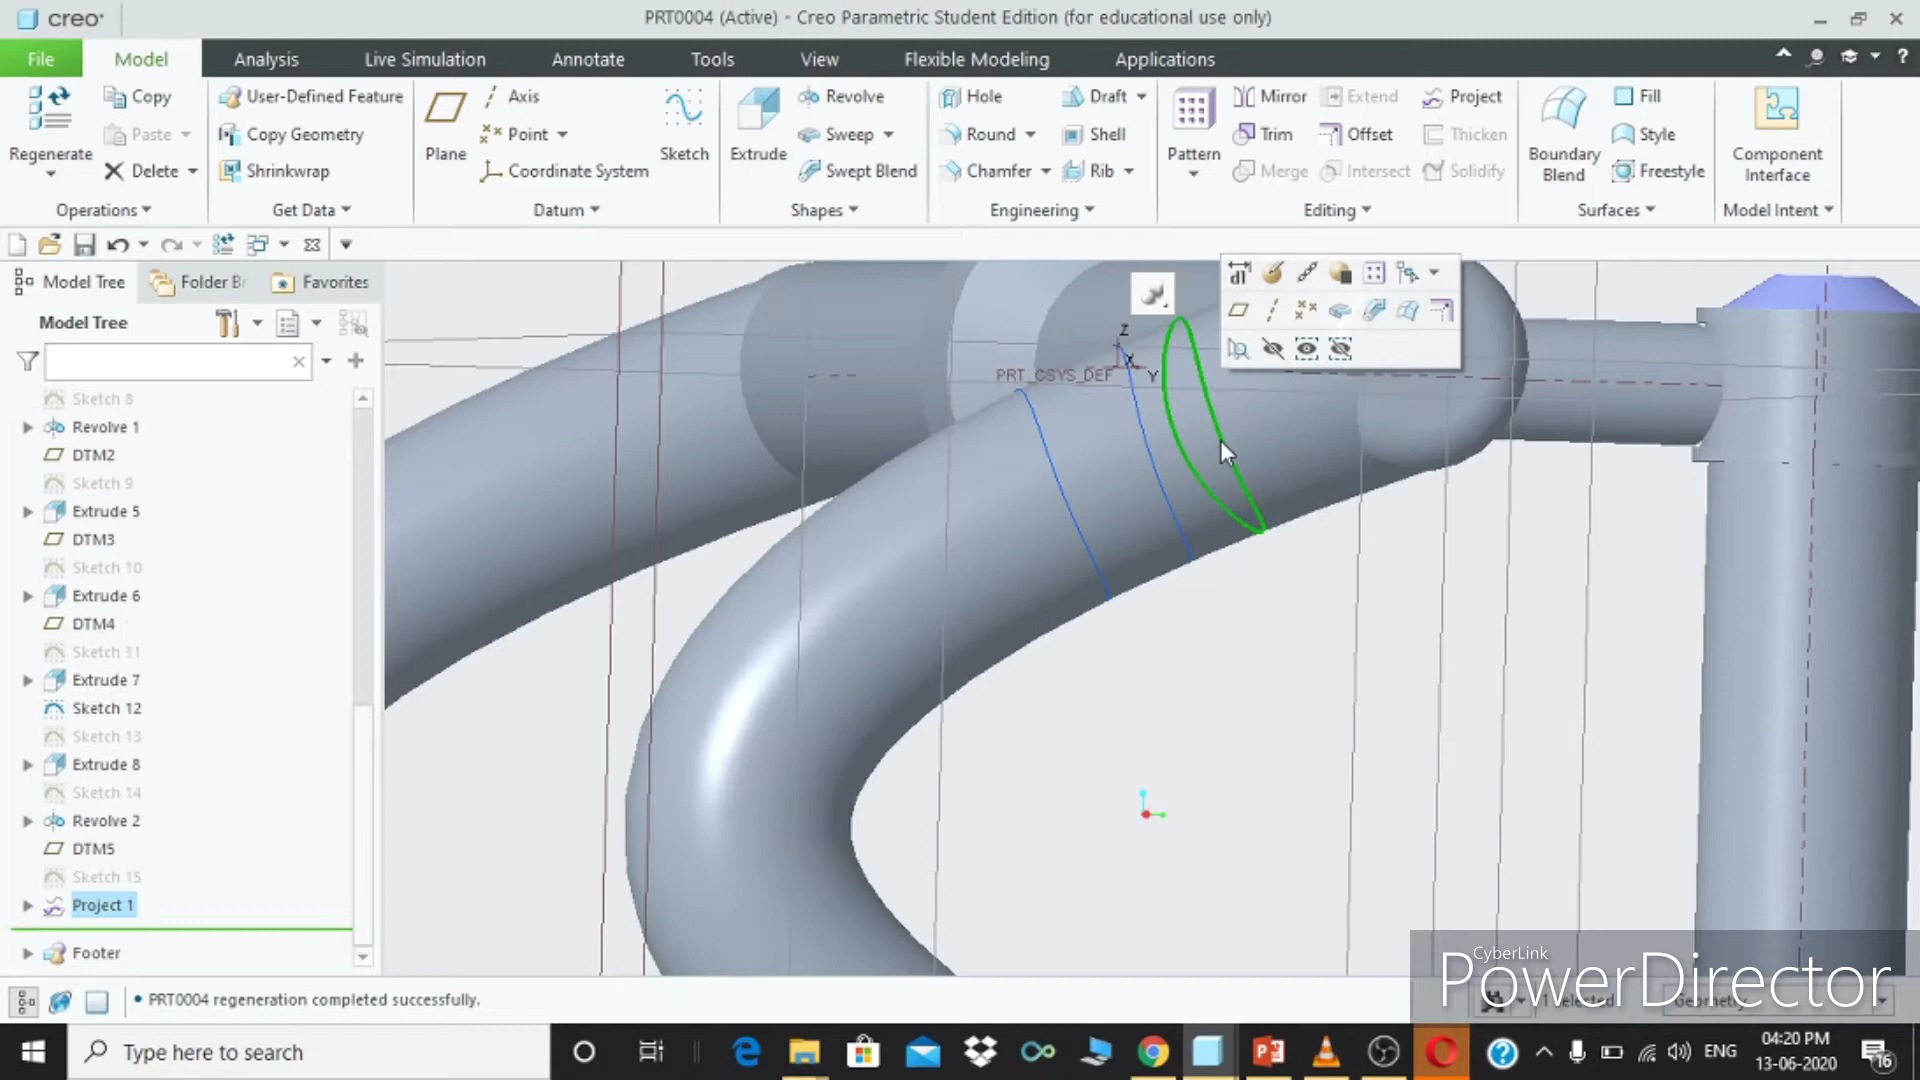 creo
PRT0004 (Active) - Creo Parametric Student Edition (for educational use only)
File Model Analysis Live Simulation Annotate Tools View Flexible Modeling Applications
Regenerate
Copy
Paste
Delete
Operations
User-Defined Feature
Copy Geometry
Shrinkwrap
Get Data
Plane
Axis
Point
Coordinate System
Sketch
Datum
Extrude
Revolve
Sweep
Swept Blend
Shapes
Hole
Round
Chamfer
Draft
Shell
Rib
Engineering
Pattern
Mirror
Trim
Merge
Extend
Offset
Intersect
Project
Thicken
Solidify
Editing
Boundary
Blend
Fill
Style
Freestyle
Surfaces
Component
Interface
Model Intent
Model Tree
Folder Br
Favorites
Model Tree
Sketch 8
Revolve 1
DTM2
Sketch 9
Extrude 5
DTM3
Sketch 10
Extrude 6
DTM4
Sketch 11
Extrude 7
Sketch 12
Sketch 13
Extrude 8
Sketch 14
Revolve 2
DTM5
Sketch 15
Project 1
Footer
Z
X
PRT_CSYS_DEF
Y
PRT0004 regeneration completed successfully.
CyberLink
PowerDirector
1 selected
Geometry
Type here to search
ENG
04:20 PM
13-06-2020
16